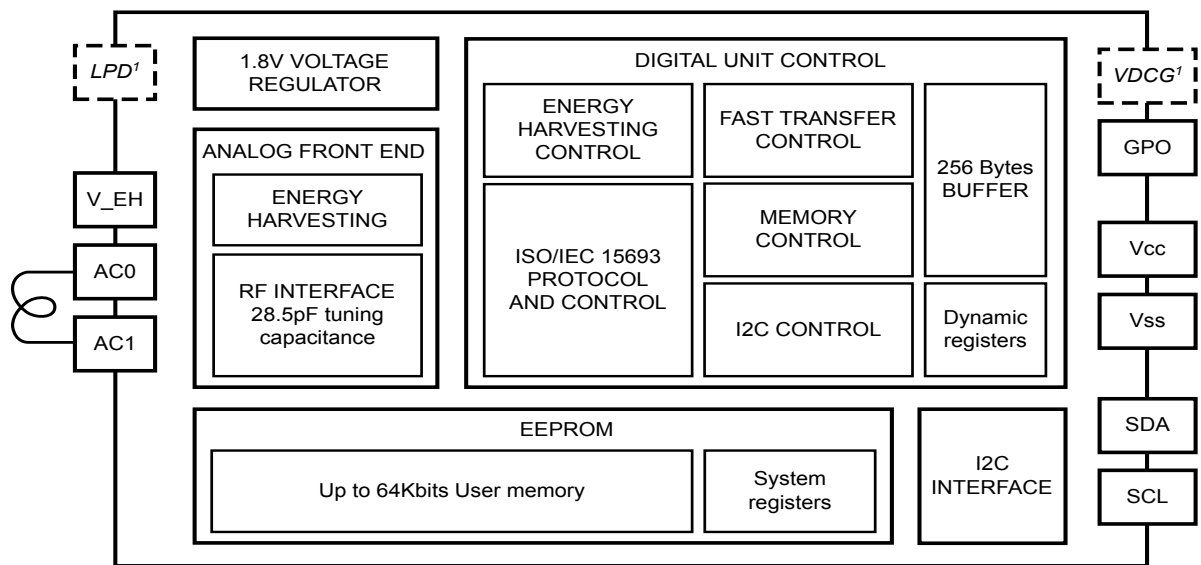 LPD¹
V_EH
AC0
AC1
1.8V VOLTAGE
REGULATOR
ANALOG FRONT END
ENERGY
HARVESTING
RF INTERFACE
28.5pF tuning
capacitance
DIGITAL UNIT CONTROL
ENERGY
HARVESTING
CONTROL
FAST TRANSFER
CONTROL
256 Bytes
BUFFER
ISO/IEC 15693
PROTOCOL
AND CONTROL
MEMORY
CONTROL
I2C CONTROL
Dynamic
registers
EEPROM
Up to 64Kbits User memory
System
registers
I2C
INTERFACE
VDCG¹
GPO
Vcc
Vss
SDA
SCL